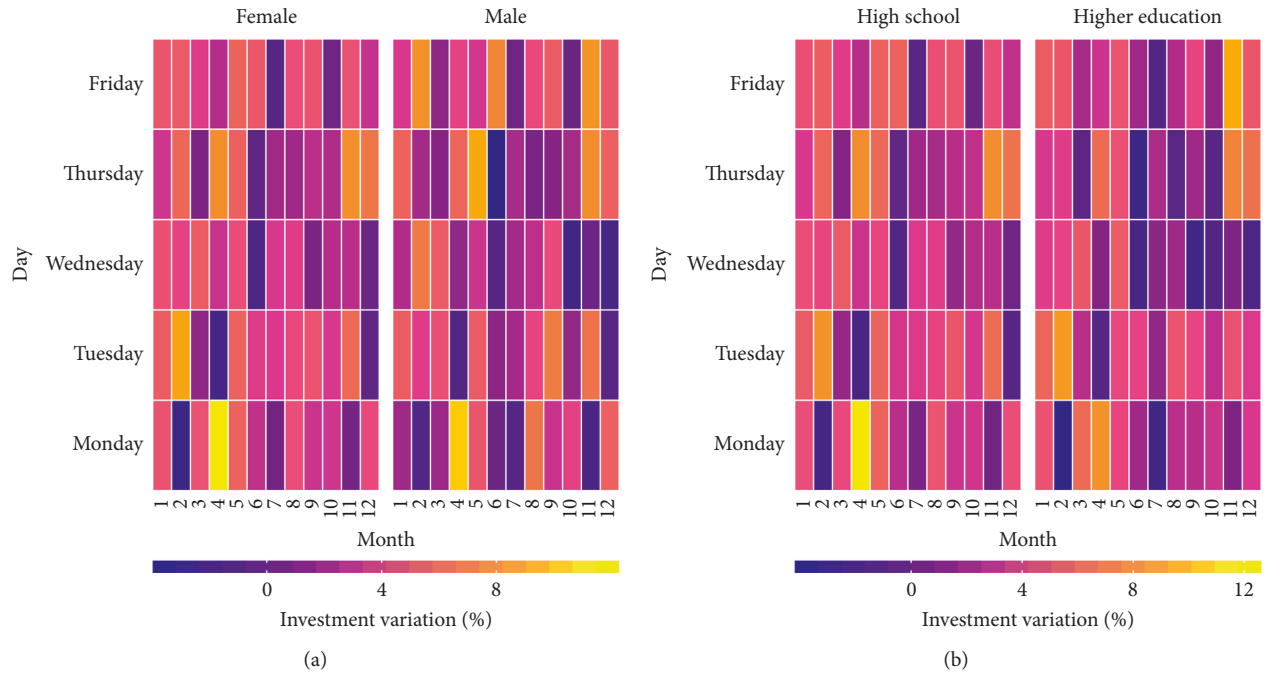 Female Male
Day
Friday
Thursday
Wednesday
Tuesday
Monday
1 2 3 4 5 6 7 8 9 10 11 12 1 2 3 4 5 6 7 8 9 10 11 12
Month
0 4 8
Investment variation (%)
(a)
High school Higher education
Day
Friday
Thursday
Wednesday
Tuesday
Monday
1 2 3 4 5 6 7 8 9 10 11 12 1 2 3 4 5 6 7 8 9 10 11 12
Month
0 4 8 12
Investment variation (%)
(b)